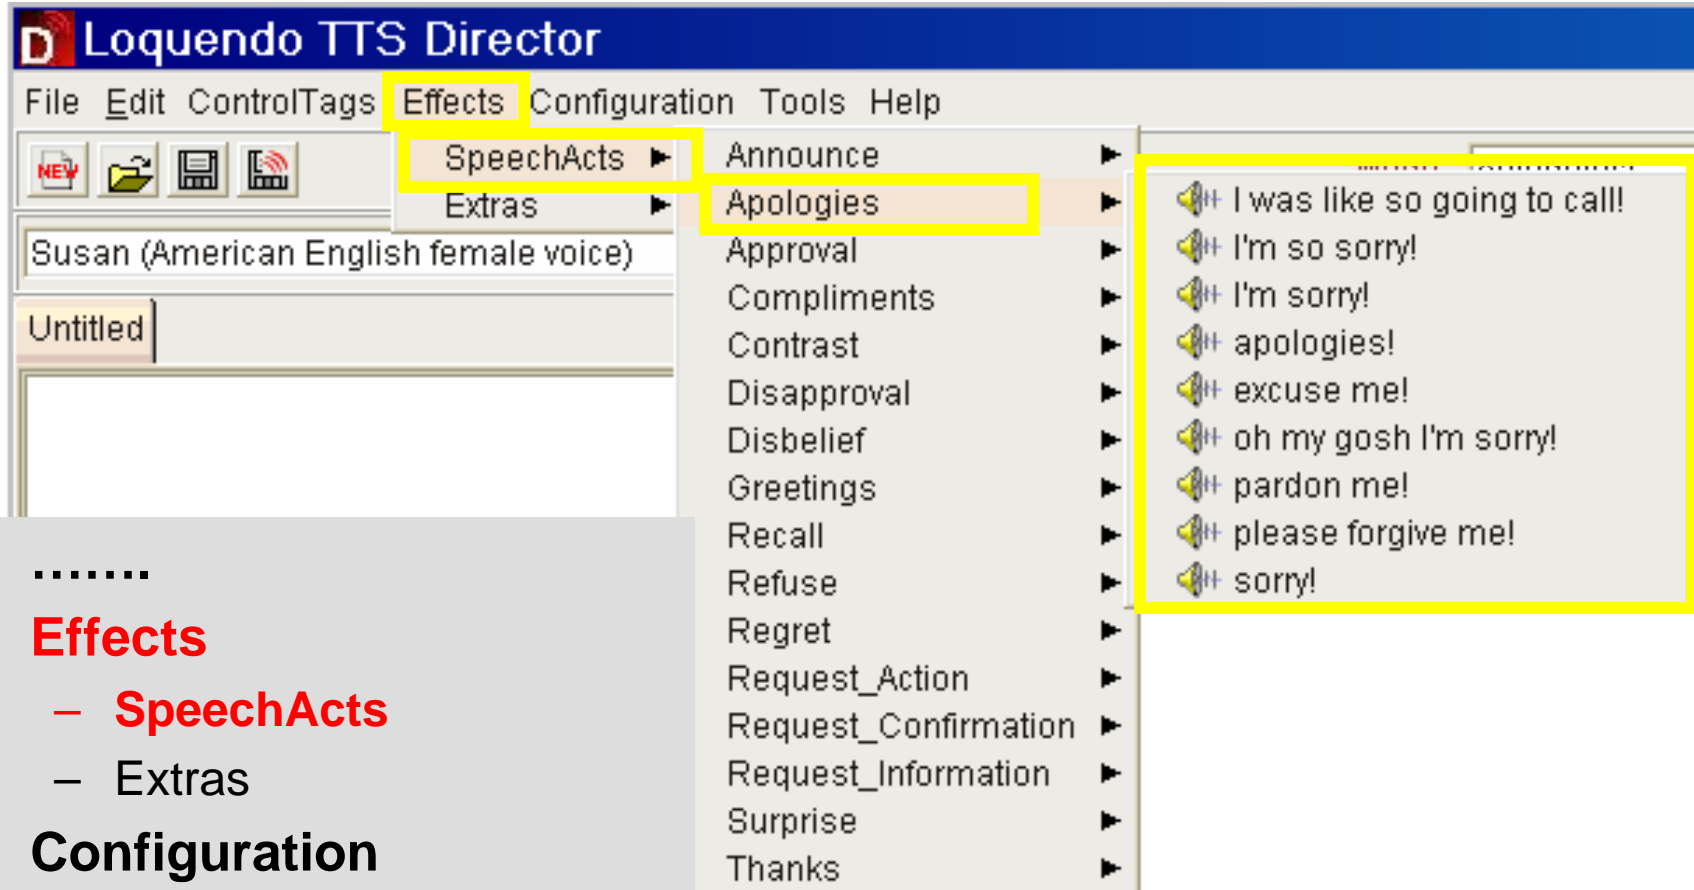 Loquendo TTS Director
File Edit ControlTags Effects Configuration Tools Help
NEW
SpeechActs
Extras
Susan (American English female voice)
Untitled
Announce
Apologies
Approval
Compliments
Contrast
Disapproval
Disbelief
Greetings
Recall
Refuse
Regret
Request_Action
Request_Confirmation
Request_Information
Surprise
Thanks
I was like so going to call!
I'm so sorry!
I'm sorry!
apologies!
excuse me!
oh my gosh I'm sorry!
pardon me!
please forgive me!
sorry!
.......
Effects
– SpeechActs
– Extras
Configuration